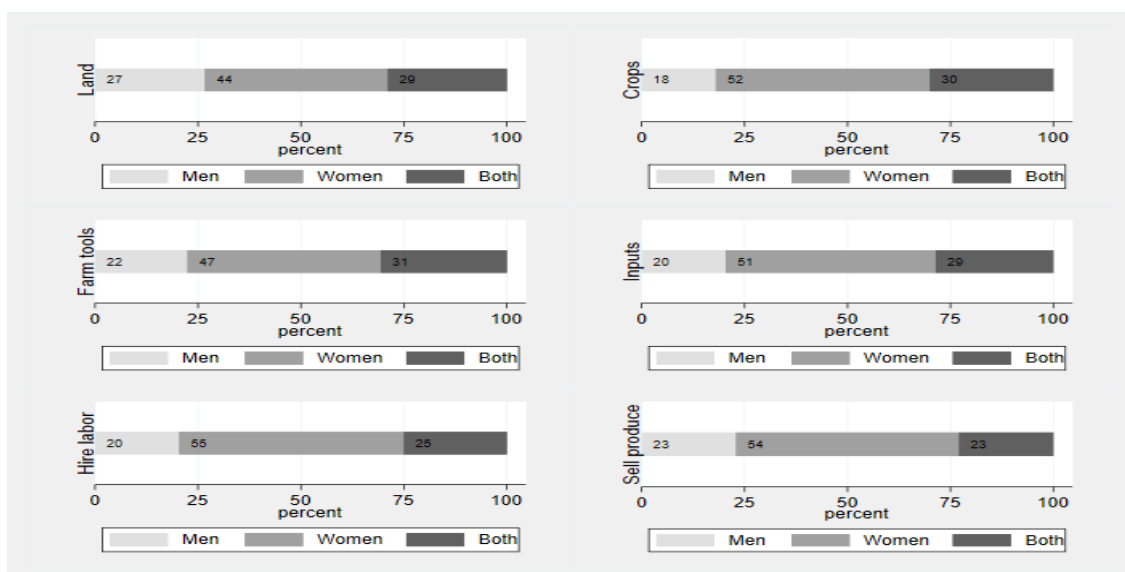 Land
27 44 29
0 25 50 75 100
percent
Men Women Both
Crops
18 52 30
0 25 50 75 100
percent
Men Women Both
Farm tools
22 47 31
0 25 50 75 100
percent
Men Women Both
Inputs
20 51 29
0 25 50 75 100
percent
Men Women Both
Hire labor
20 55 25
0 25 50 75 100
percent
Men Women Both
Sell produce
23 54 23
0 25 50 75 100
percent
Men Women Both